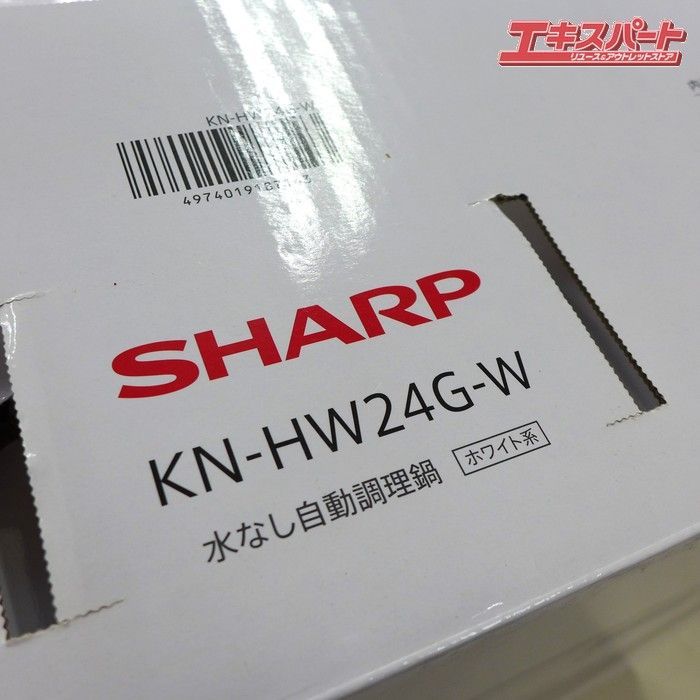 エキスパート
リユース&アウトレットストア
KN-HW24G-W
SHARP
KN-HW24G-W
水なし自動調理鍋 ホワイト系